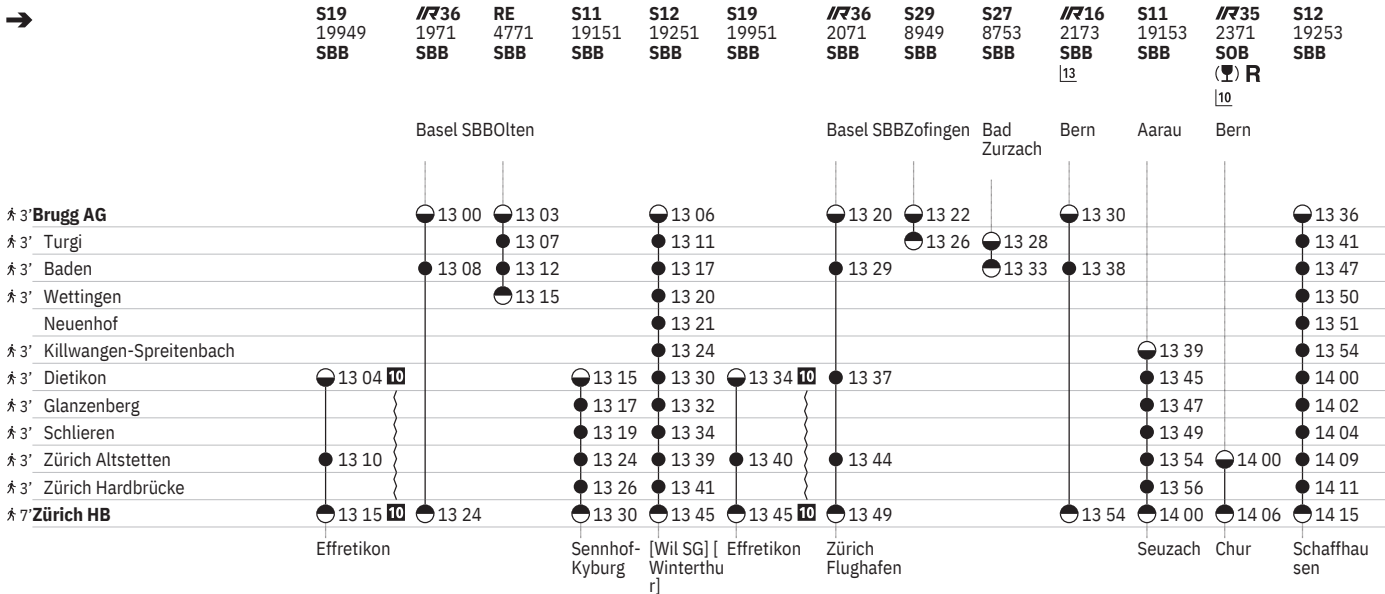 S19 IR36 RE S11 S12 S19 IR36 S29 S27 IR16 S11 IR35 S12
19949 1971 4771 19151 19251 19951 2071 8949 8753 2173 19153 2371 19253
SBB SBB SBB SBB SBB SBB SBB SBB SBB SBB SBB SOB SBB
13 R
10
Basel SBB Olten Basel SBB Zofingen Bad Bern Aarau Bern
Zurzach
3' Brugg AG 13 00 13 03 13 06 13 20 13 22 13 30 13 36
3' Turgi 13 07 13 11 13 26 13 28 13 41
3' Baden 13 08 13 12 13 17 13 29 13 33 13 38 13 47
3' Wettingen 13 15 13 20 13 50
Neuenhof 13 21 13 51
3' Killwangen-Spreitenbach 13 24 13 39 13 54
3' Dietikon 13 04 10 13 15 13 30 13 34 10 13 37 13 45 14 00
3' Glanzenberg 13 17 13 32 13 47 14 02
3' Schlieren 13 19 13 34 13 49 14 04
3' Zürich Altstetten 13 10 13 24 13 39 13 40 13 44 13 54 14 00 14 09
3' Zürich Hardbrücke 13 26 13 41 13 56 14 11
7' Zürich HB 13 15 10 13 24 13 30 13 45 13 45 10 13 49 13 54 14 00 14 06 14 15
Effretikon Sennhof- [Wil SG] [ Effretikon Zürich Seuzach Chur Schaffhau
Kyburg Winterthu Flughafen sen
r]